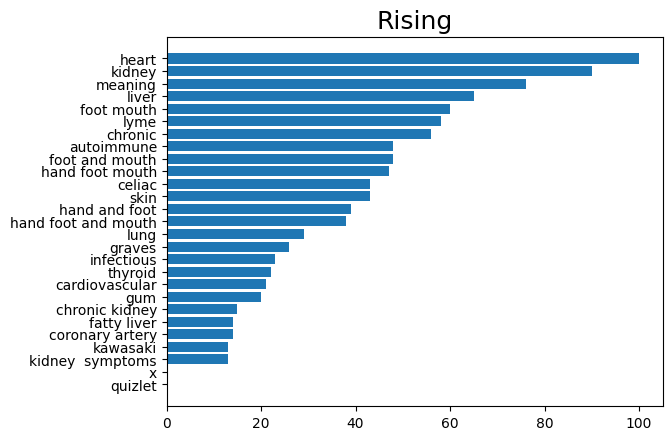 Rising
heart
kidney
meaning
liver
foot mouth
lyme
chronic
autoimmune
foot and mouth
hand foot mouth
celiac
skin
hand and foot
hand foot and mouth
lung
graves
infectious
thyroid
cardiovascular
gum
chronic kidney
fatty liver
coronary artery
kawasaki
kidney  symptoms
x
quizlet
0 20 40 60 80 100